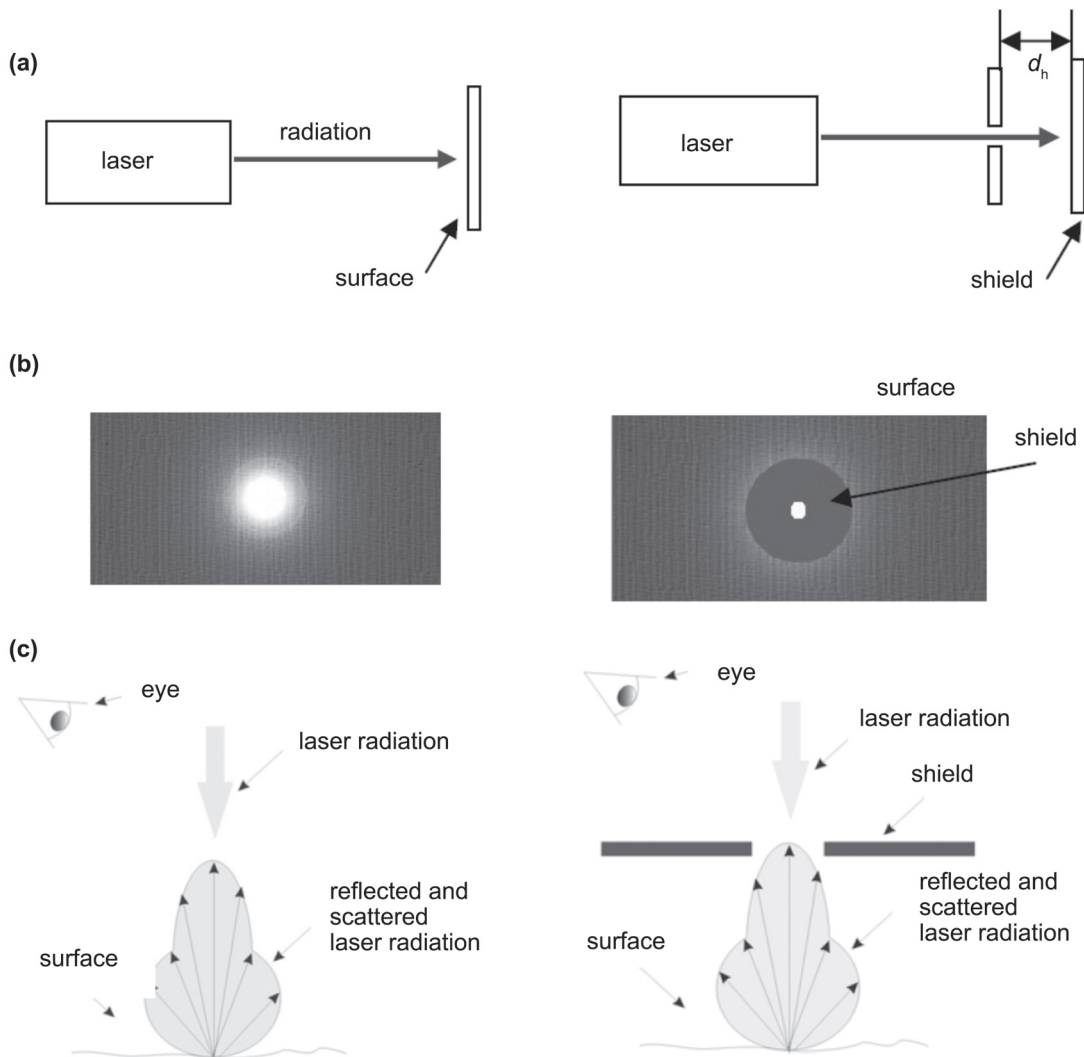 (a)
laser
radiation
surface
laser
dh
shield
(b)
surface
shield
(c)
eye
laser radiation
reflected and
scattered
laser radiation
surface
eye
laser radiation
shield
reflected and
scattered
laser radiation
surface